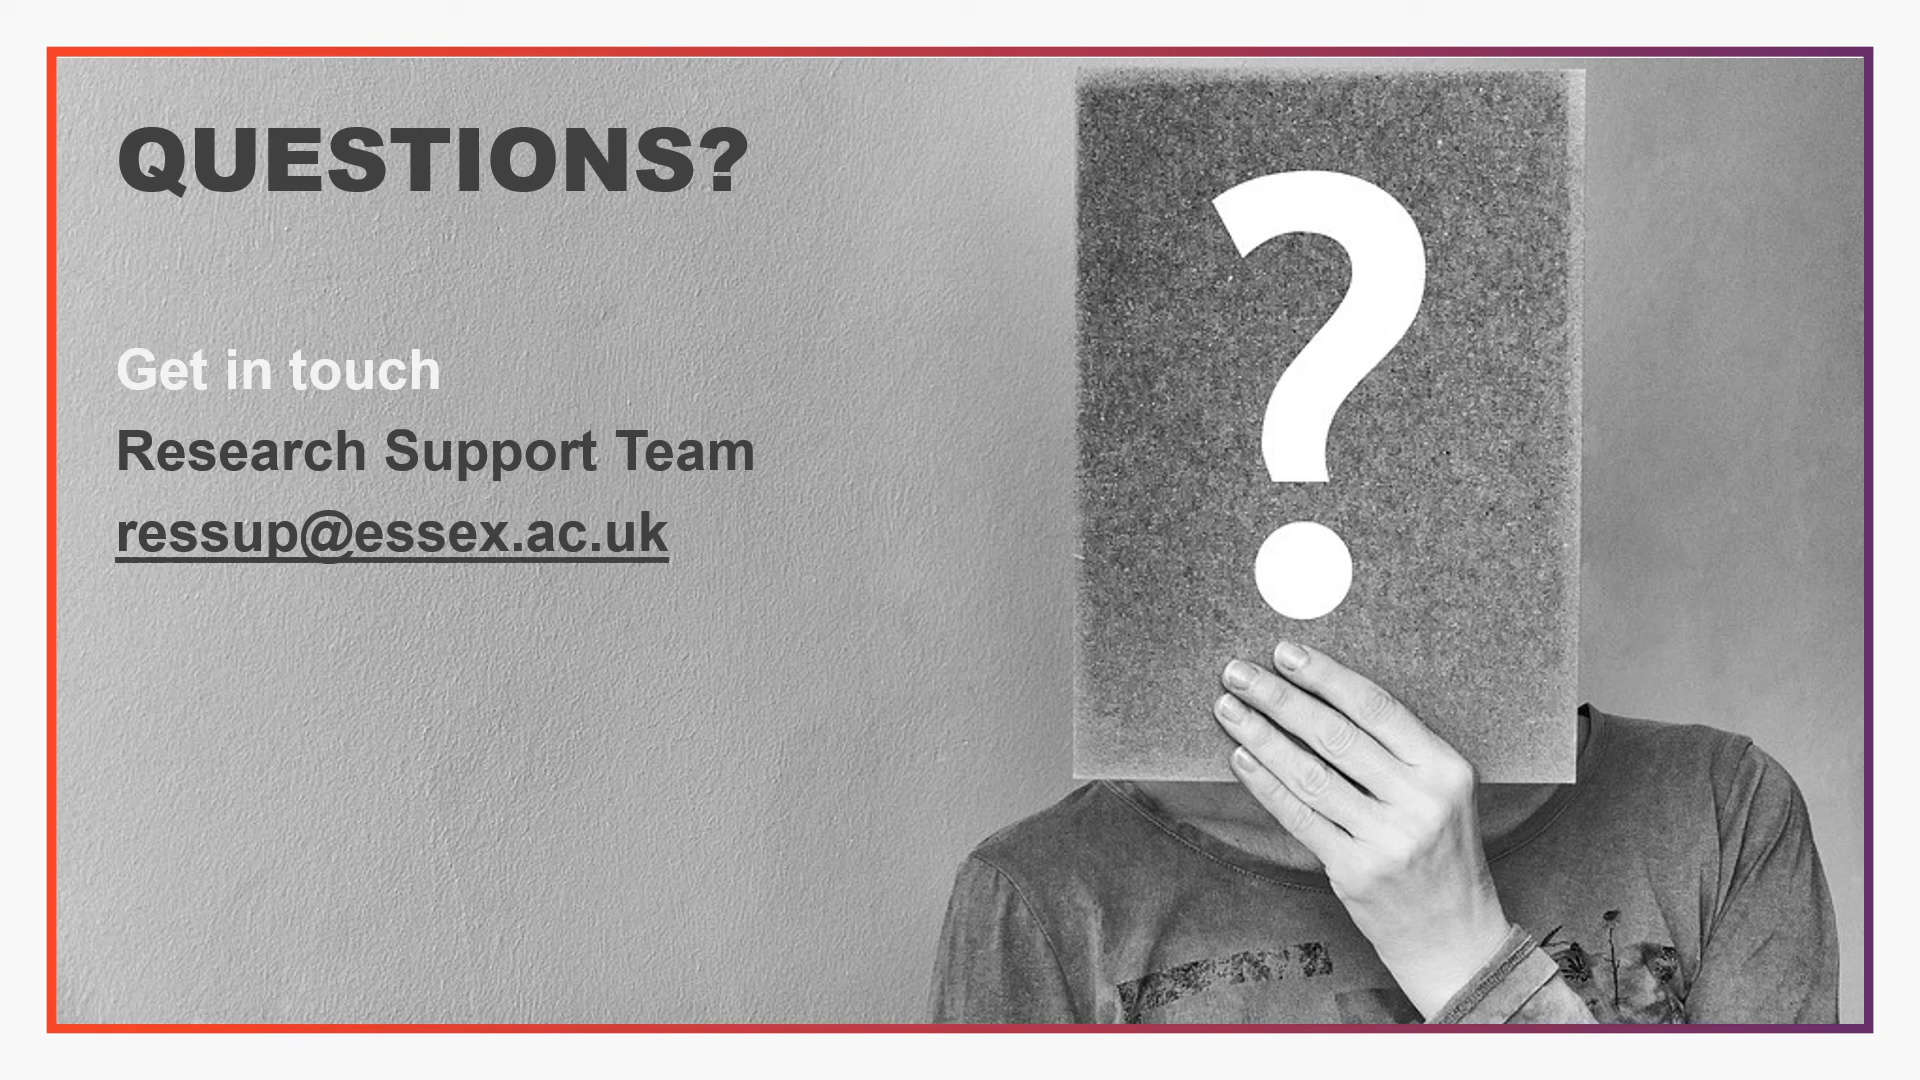 QUESTIONS?
Get in touch
Research Support Team
ressup@essex.ac.uk
?